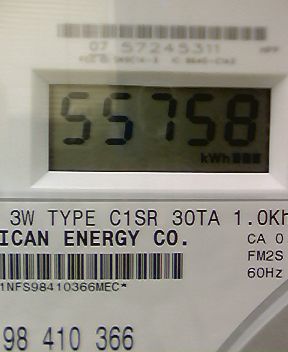 07 57245311
55758
kWh
3W TYPE C1SR 30TA 1.0Kh
ICAN ENERGY CO.
CA 0
FM2S
60Hz
1NFS98410366MEC*
98 410 366